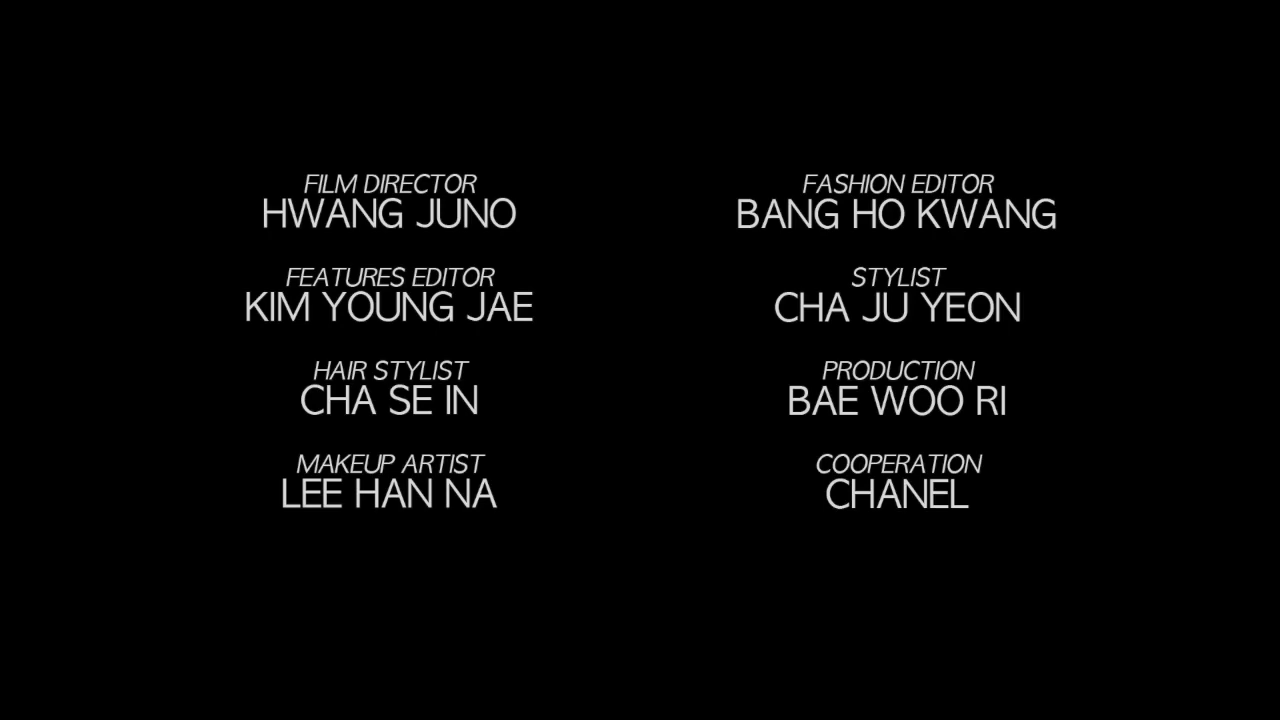 FILM DIRECTOR
HWANG JUNO
FEATURES EDITOR
KIM YOUNG JAE
HAIR STYLIST
CHA SE IN
MAKEUP ARTIST
LEE HAN NA
FASHION EDITOR
BANG HO KWANG
STYLIST
CHA JU YEON
PRODUCTION
BAE WOO RI
COOPERATION
CHANEL